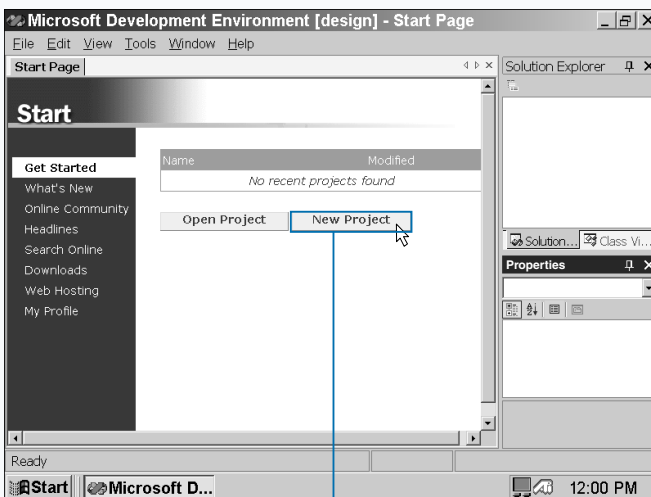 Microsoft Development Environment [design] - Start Page
File Edit View Tools Window Help
Start Page
Solution Explorer
Start
Get Started
What's New
Online Community
Headlines
Search Online
Downloads
Web Hosting
My Profile
Name Modified
No recent projects found
Open Project New Project
Solution... Class Vi...
Properties
Ready
Start Microsoft D... 12:00 PM